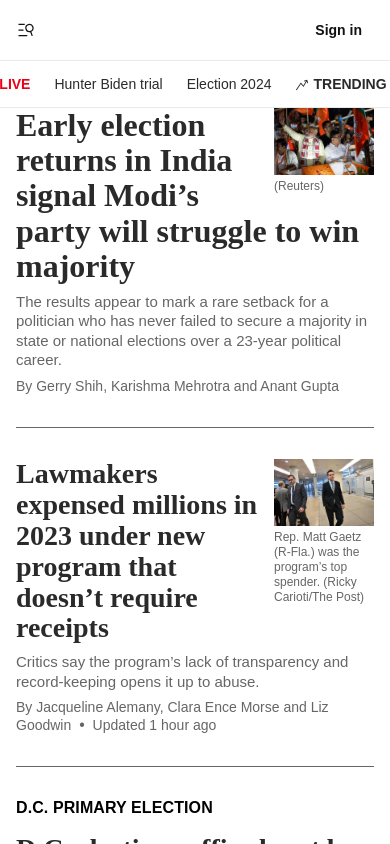 Sign in
LIVE Hunter Biden trial Election 2024 TRENDING
Early election
returns in India
signal Modi’s
party will struggle to win
majority
(Reuters)
The results appear to mark a rare setback for a
politician who has never failed to secure a majority in
state or national elections over a 23-year political
career.
By Gerry Shih, Karishma Mehrotra and Anant Gupta
Lawmakers
expensed millions in
2023 under new
program that
doesn’t require
receipts
Rep. Matt Gaetz
(R-Fla.) was the
program’s top
spender. (Ricky
Carioti/The Post)
Critics say the program’s lack of transparency and
record-keeping opens it up to abuse.
By Jacqueline Alemany, Clara Ence Morse and Liz
Goodwin • Updated 1 hour ago
D.C. PRIMARY ELECTION